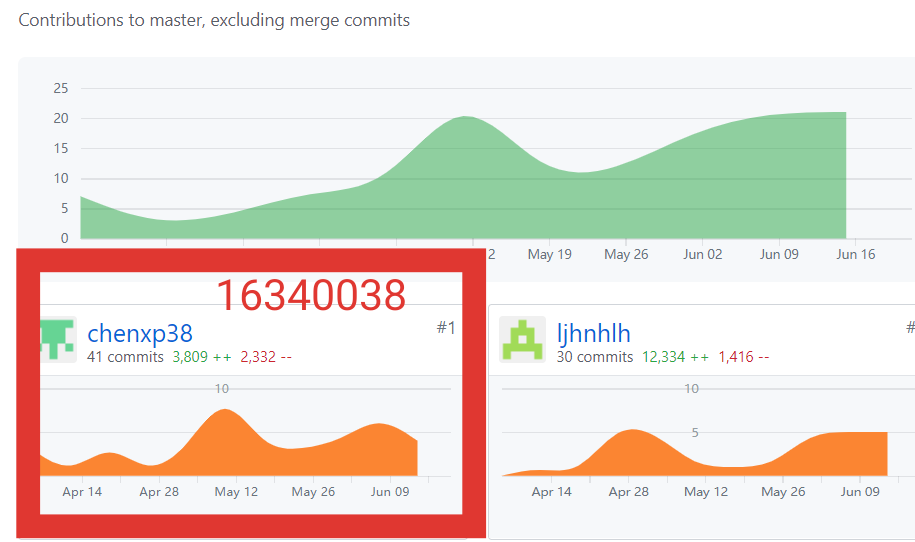 Contributions to master, excluding merge commits
25
20
15
10
5
0
2 May 19 May 26 Jun 02 Jun 09 Jun 16
16340038
chenxp38 #1
41 commits 3,809 ++ 2,332 --
10
Apr 14 Apr 28 May 12 May 26 Jun 09
ljhnhlh #
30 commits 12,334 ++ 1,416 --
10
5
Apr 14 Apr 28 May 12 May 26 Jun 09